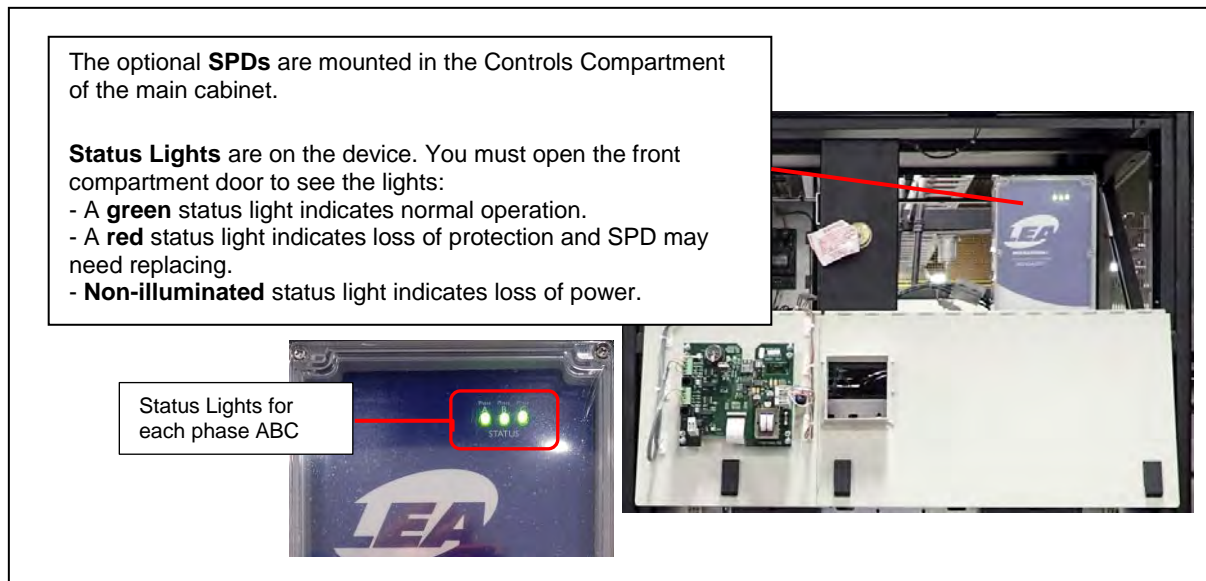 The optional SPDs are mounted in the Controls Compartment
of the main cabinet.
Status Lights are on the device. You must open the front
compartment door to see the lights:
- A green status light indicates normal operation.
- A red status light indicates loss of protection and SPD may
need replacing.
- Non-illuminated status light indicates loss of power.
LEA
Status Lights for
each phase ABC
STATUS
LEA